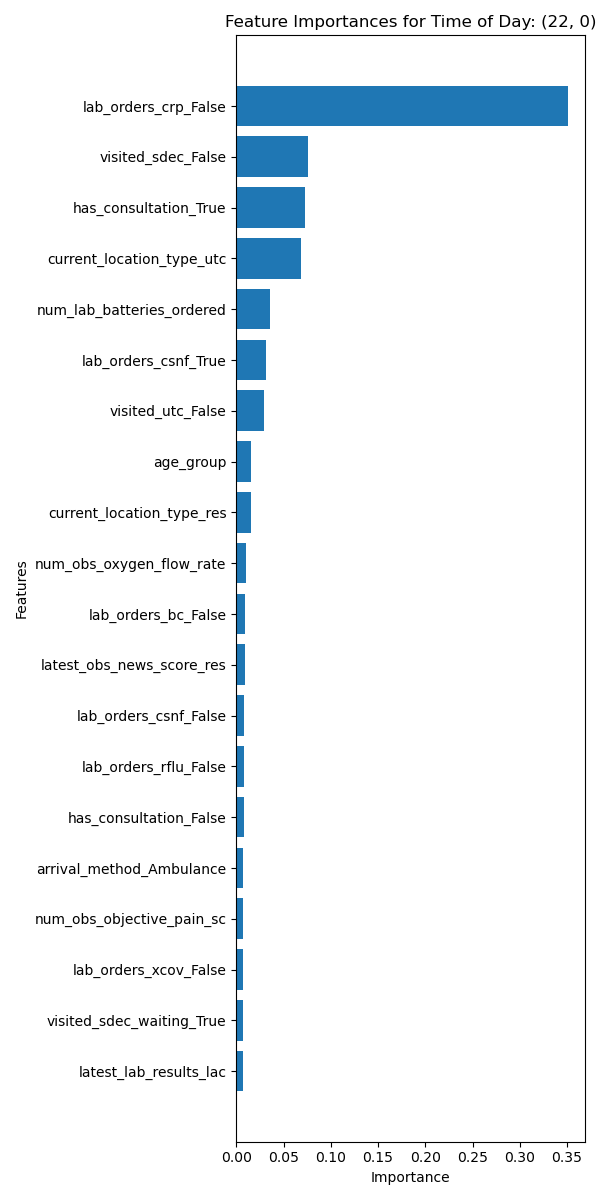 Feature Importances for Time of Day: (22, 0)
lab_orders_crp_False
visited_sdec_False
has_consultation_True
current_location_type_utc
num_lab_batteries_ordered
lab_orders_csnf_True
visited_utc_False
age_group
current_location_type_res
num_obs_oxygen_flow_rate
lab_orders_bc_False
latest_obs_news_score_res
lab_orders_csnf_False
lab_orders_rflu_False
has_consultation_False
arrival_method_Ambulance
num_obs_objective_pain_sc
lab_orders_xcov_False
visited_sdec_waiting_True
latest_lab_results_lac
Features
0.00 0.05 0.10 0.15 0.20 0.25 0.30 0.35
Importance